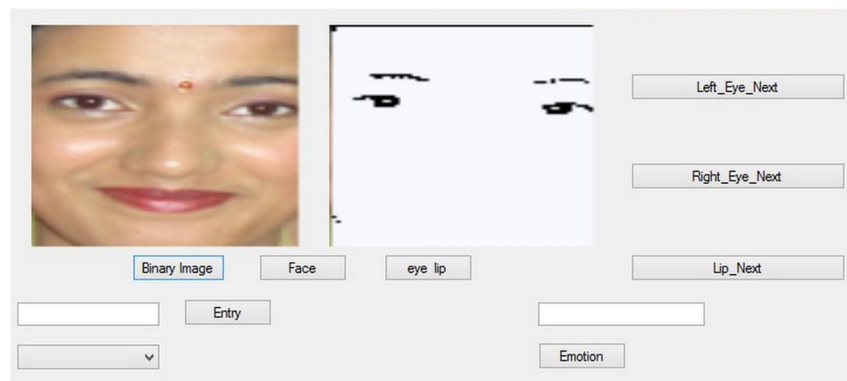 Left_Eye_Next
Right_Eye_Next
Binary Image
Face
eye lip
Lip_Next
Entry
Emotion